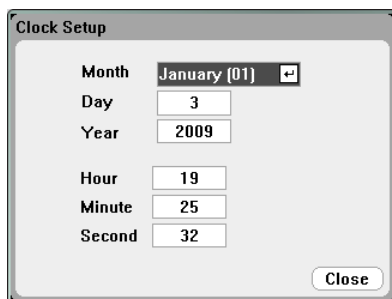 Clock Setup
Month January (01)
Day 3
Year 2009
Hour 19
Minute 25
Second 32
Close